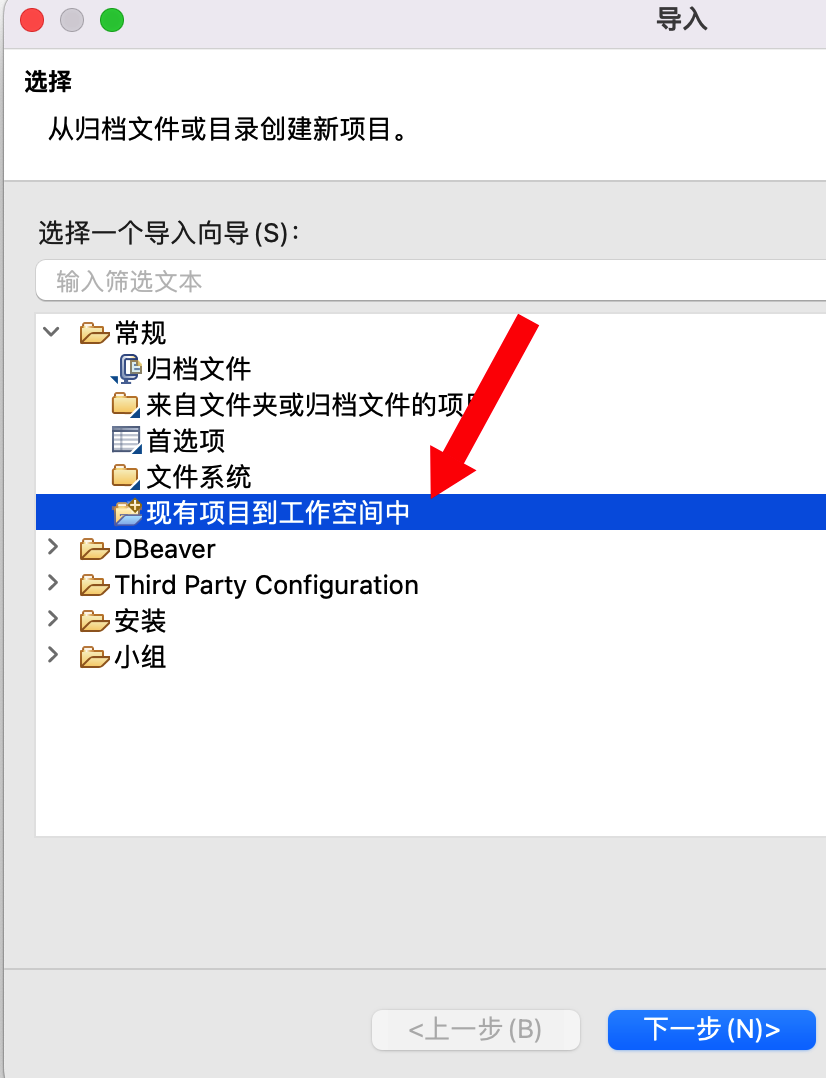 导入
选择
从归档文件或目录创建新项目。
选择一个导入向导(S):
输入筛选文本
常规
归档文件
来自文件夹或归档文件的项
首选项
文件系统
现有项目到工作空间中
DBeaver
Third Party Configuration
安装
小组
<上一步(B)
下一步(N)>